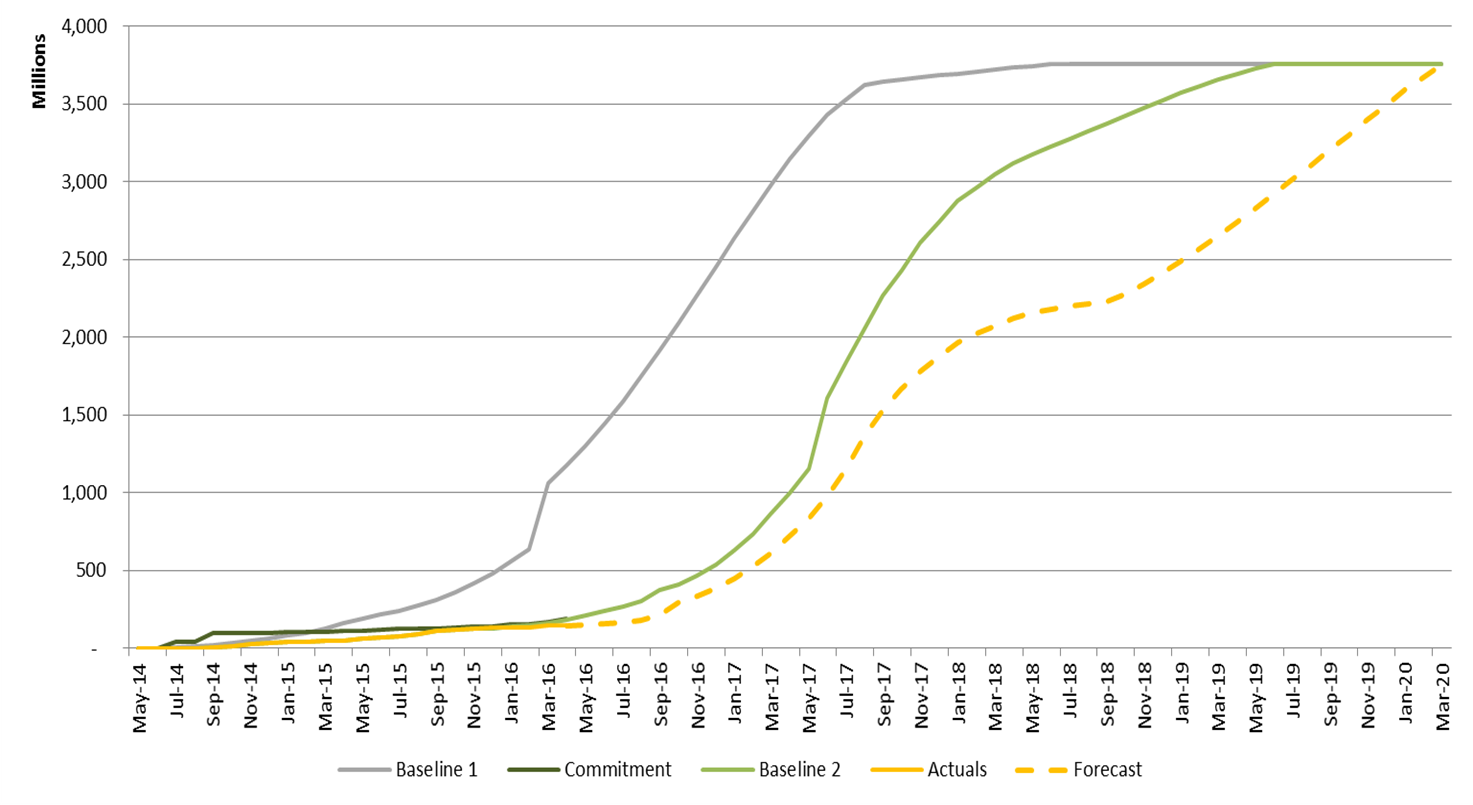 Millions
4,000
3,500
3,000
2,500
2,000
1,500
1,000
500
-
May-14
Jul-14
Sep-14
Nov-14
Jan-15
Mar-15
May-15
Jul-15
Sep-15
Nov-15
Jan-16
Mar-16
May-16
Jul-16
Sep-16
Nov-16
Jan-17
Mar-17
May-17
Jul-17
Sep-17
Nov-17
Jan-18
Mar-18
May-18
Jul-18
Sep-18
Nov-18
Jan-19
Mar-19
May-19
Jul-19
Sep-19
Nov-19
Jan-20
Mar-20
Baseline 1 Commitment Baseline 2 Actuals Forecast